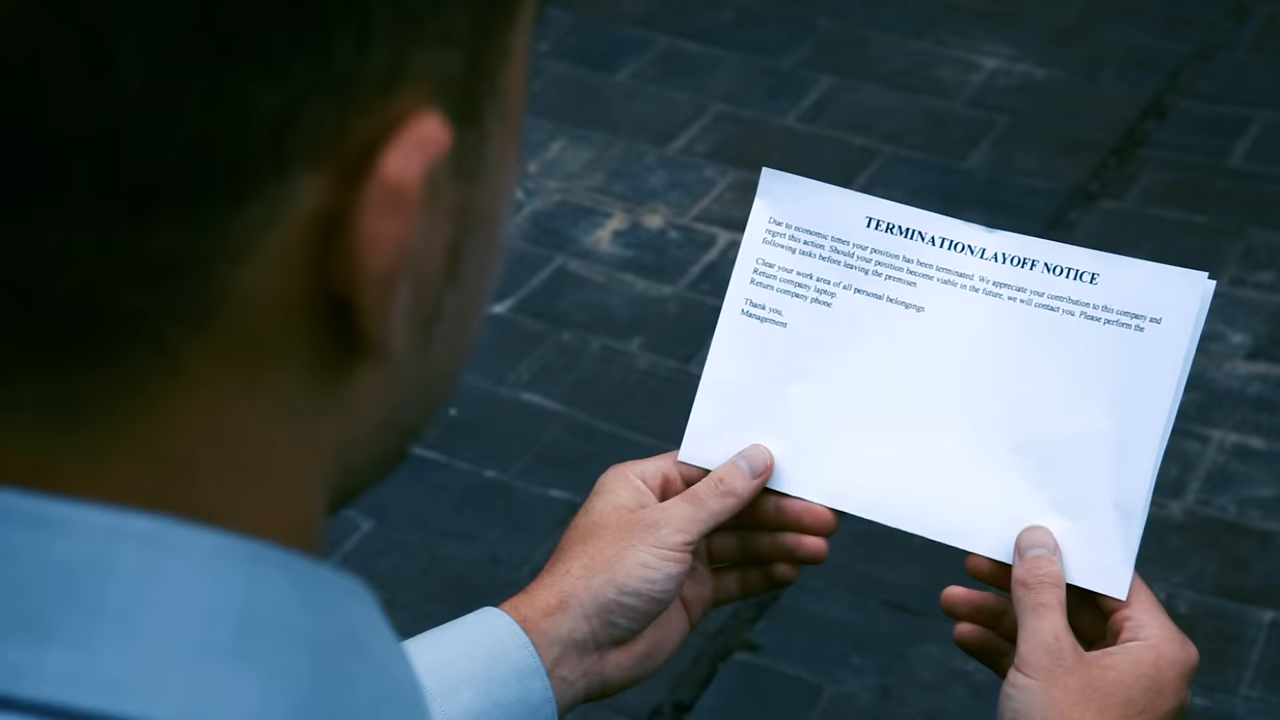 TERMINATION/LAYOFF NOTICE
Due to economic times your position has been terminated. We appreciate your contribution to this company and
regret this action. Should your position become viable in the future, we will contact you. Please perform the
following tasks before leaving the premises.
Clear your work area of all personal belongings.
Return company laptop.
Return company phone.
Thank you,
Management